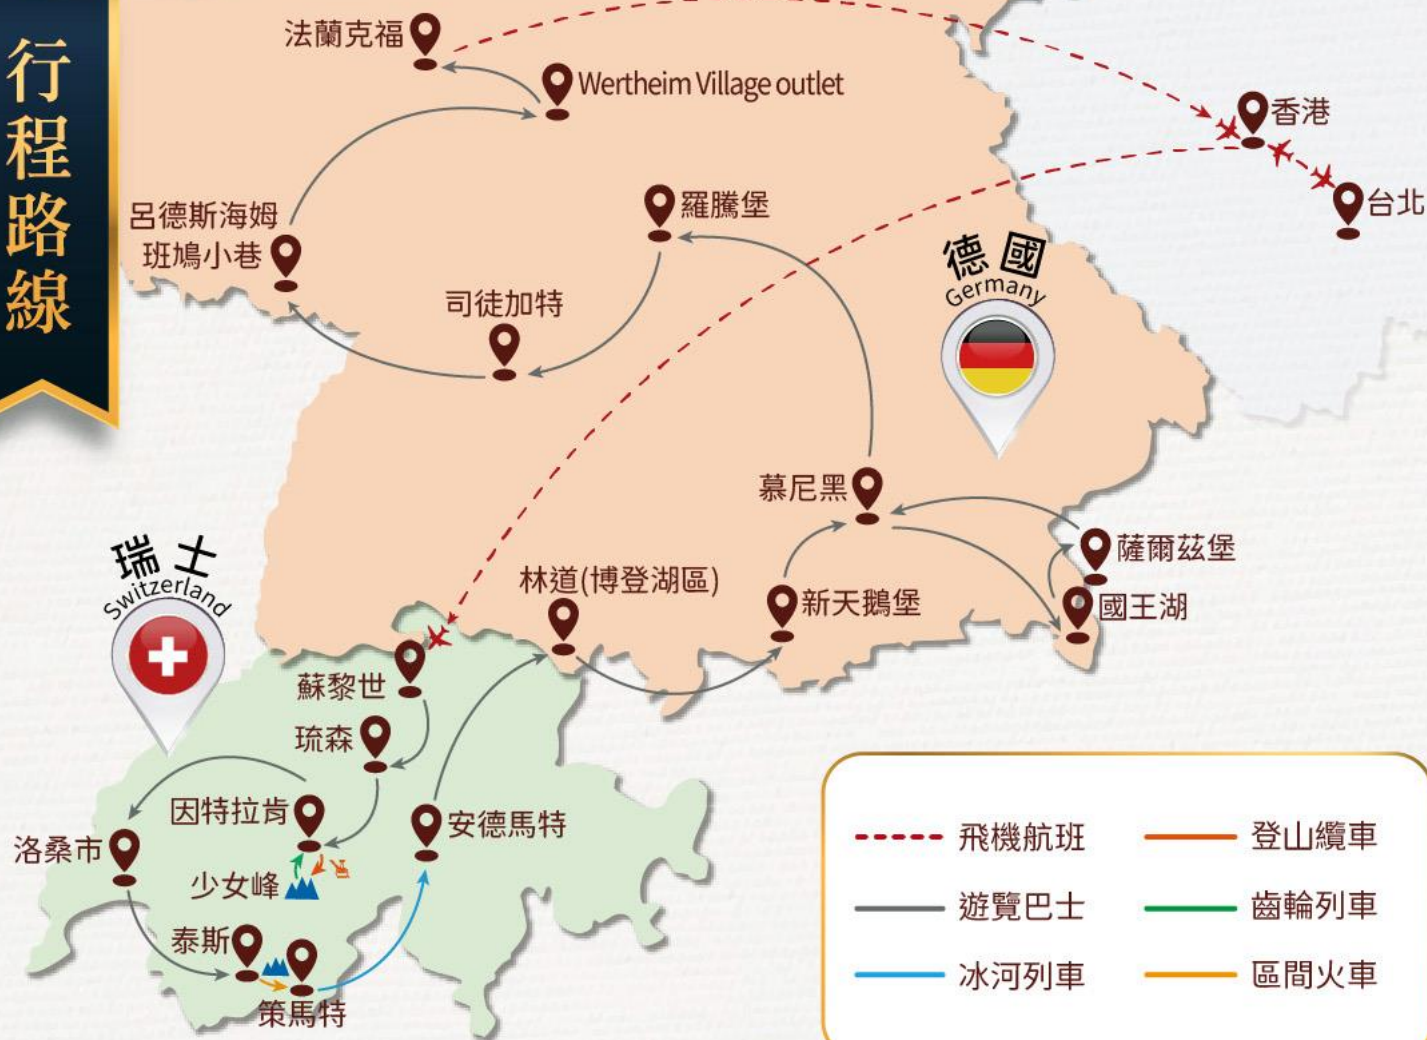 行程路線
法蘭克福
Wertheim Village outlet
香港
台北
呂德斯海姆
班鳩小巷
羅騰堡
司徒加特
德國
Germany
慕尼黑
薩爾茲堡
國王湖
林道(博登湖區)
新天鵝堡
瑞士
Switzerland
蘇黎世
琉森
因特拉肯
安德馬特
洛桑市
少女峰
泰斯
策馬特
飛機航班
登山纜車
遊覽巴士
齒輪列車
冰河列車
區間火車